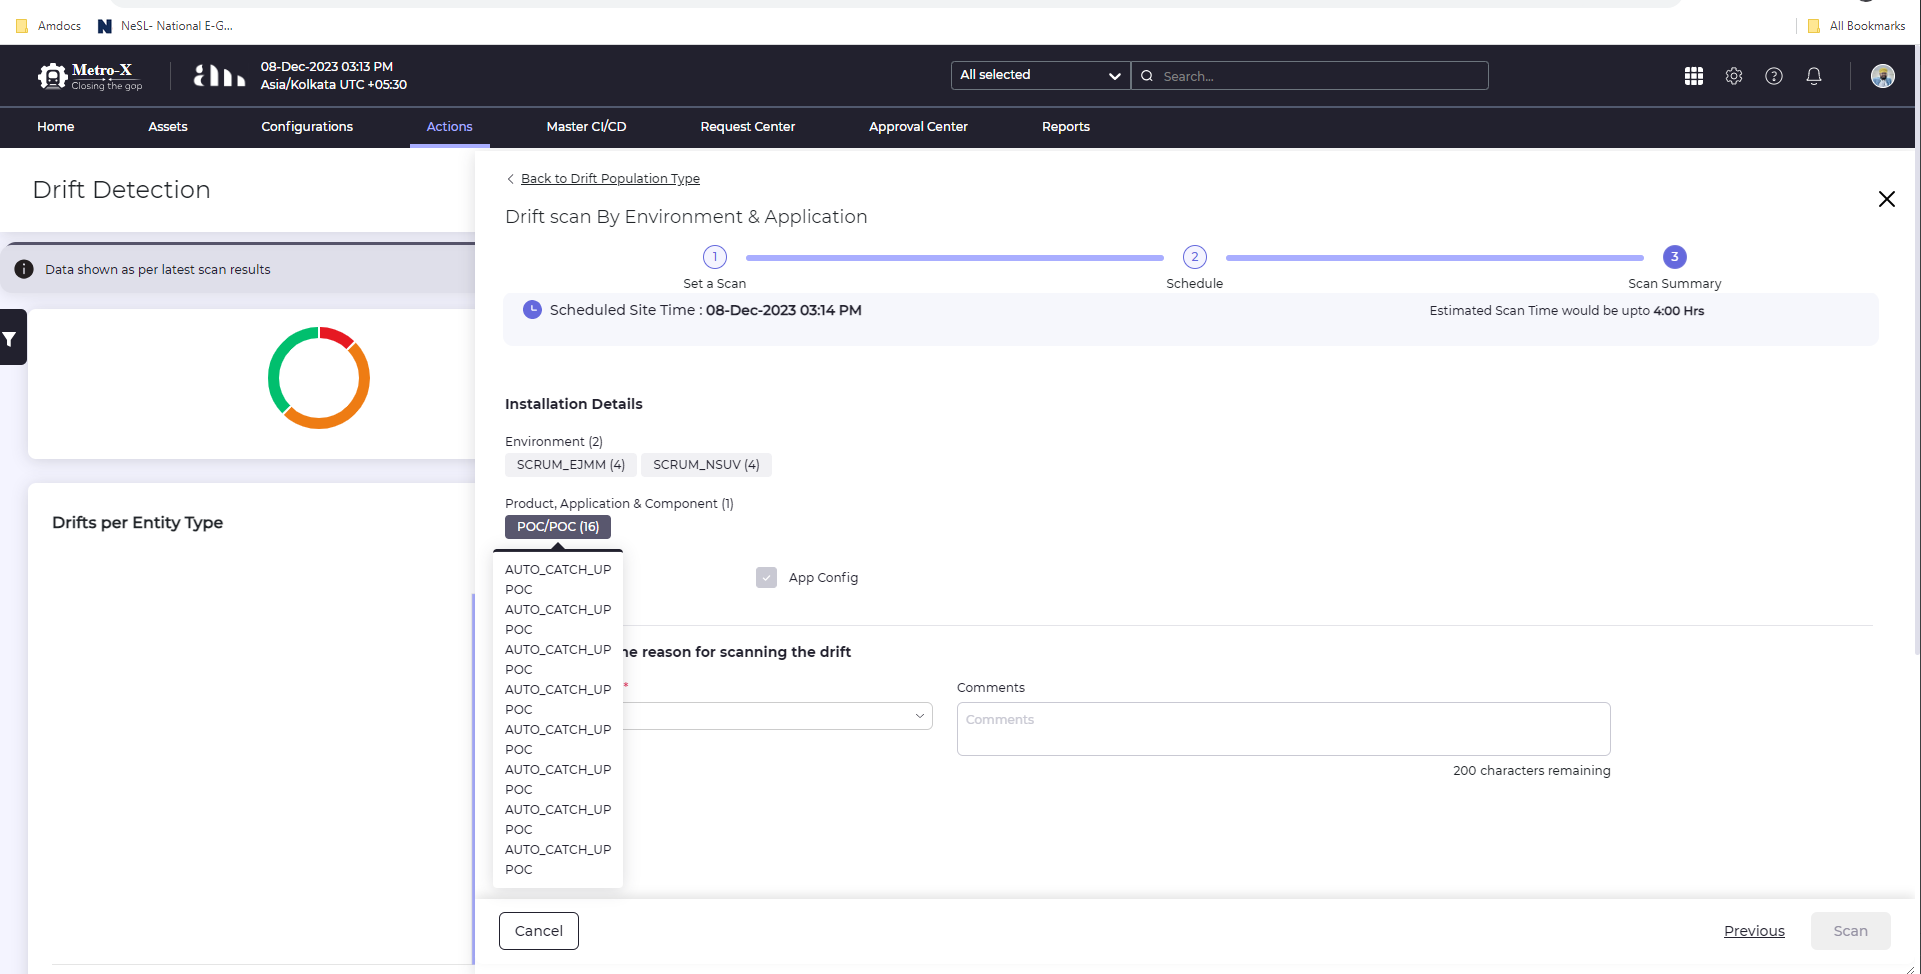 Amdocs
NeSL- National E-G...
All Bookmarks
Metro-X
Closing the gap
08-Dec-2023 03:13 PM
Asia/Kolkata UTC +05:30
All selected
Search...
Home
Assets
Configurations
Actions
Master CI/CD
Request Center
Approval Center
Reports
Drift Detection
Data shown as per latest scan results
Drifts per Entity Type
Back to Drift Population Type
Drift scan By Environment & Application
1
2
3
Set a Scan
Schedule
Scan Summary
Scheduled Site Time : 08-Dec-2023 03:14 PM
Estimated Scan Time would be upto 4:00 Hrs
Installation Details
Environment (2)
SCRUM_EJMM (4)
SCRUM_NSUV (4)
Product, Application & Component (1)
POC/POC (16)
AUTO_CATCH_UP
POC
AUTO_CATCH_UP
POC
AUTO_CATCH_UP
POC
AUTO_CATCH_UP
POC
AUTO_CATCH_UP
POC
AUTO_CATCH_UP
POC
AUTO_CATCH_UP
POC
AUTO_CATCH_UP
POC
App Config
reason for scanning the drift
*
Comments
Comments
200 characters remaining
Cancel
Previous
Scan